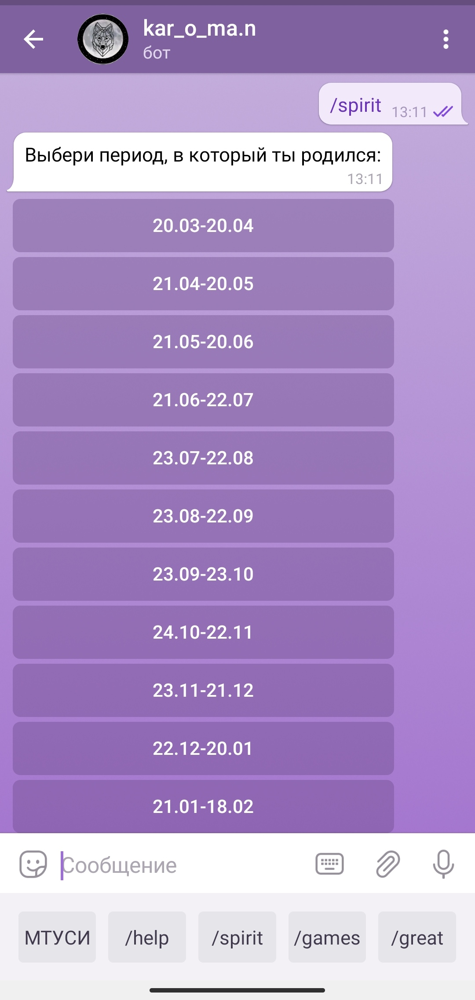 kar_o_ma.n
бот
/spirit 13:11
Выбери период, в который ты родился:
13:11
20.03-20.04
21.04-20.05
21.05-20.06
21.06-22.07
23.07-22.08
23.08-22.09
23.09-23.10
24.10-22.11
23.11-21.12
22.12-20.01
21.01-18.02
Сообщение
МТУСИ /help /spirit /games /great